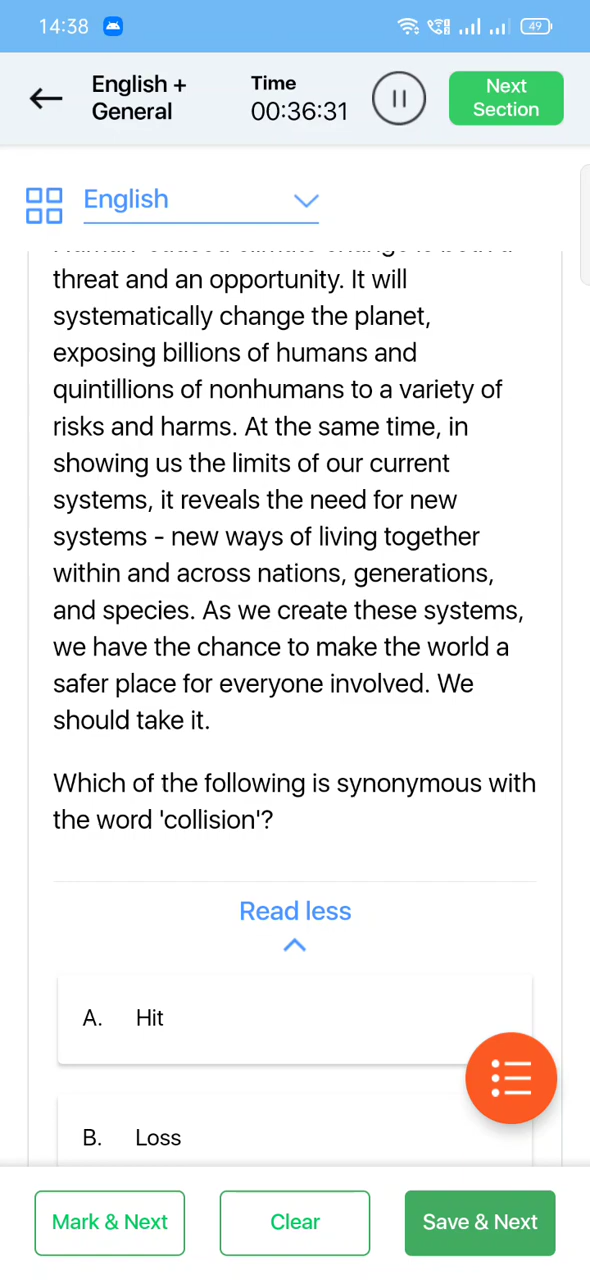 14:38
49
English +
General
Time
00:36:31
Next
Section
English
threat and an opportunity. It will
systematically change the planet,
exposing billions of humans and
quintillions of nonhumans to a variety of
risks and harms. At the same time, in
showing us the limits of our current
systems, it reveals the need for new
systems - new ways of living together
within and across nations, generations,
and species. As we create these systems,
we have the chance to make the world a
safer place for everyone involved. We
should take it.
Which of the following is synonymous with
the word 'collision'?
Read less
A. Hit
B. Loss
Mark & Next
Clear
Save & Next